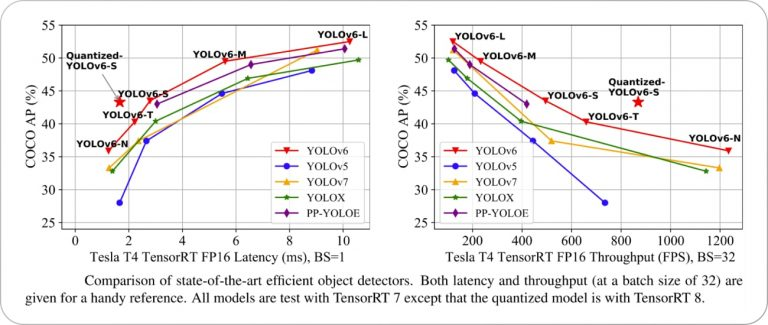 55
50
45
40
35
30
25
COCO AP (%)
YOLOv6-L
YOLOv6-M
Quantized-
YOLOv6-S
YOLOv6-S
YOLOv6-T
YOLOv6-N
YOLOv6
YOLOv5
YOLOv7
YOLOX
PP-YOLOE
0 2 4 6 8 10
Tesla T4 TensorRT FP16 Latency (ms), BS=1
55
50
45
40
35
30
25
COCO AP (%)
YOLOv6-L
YOLOv6-M
Quantized-
YOLOv6-S
YOLOv6-S
YOLOv6-T
YOLOv6-N
YOLOv6
YOLOv5
YOLOv7
YOLOX
PP-YOLOE
0 200 400 600 800 1000 1200
Tesla T4 TensorRT FP16 Throughput (FPS), BS=32
Comparison of state-of-the-art efficient object detectors. Both latency and throughput (at a batch size of 32) are
given for a handy reference. All models are test with TensorRT 7 except that the quantized model is with TensorRT 8.